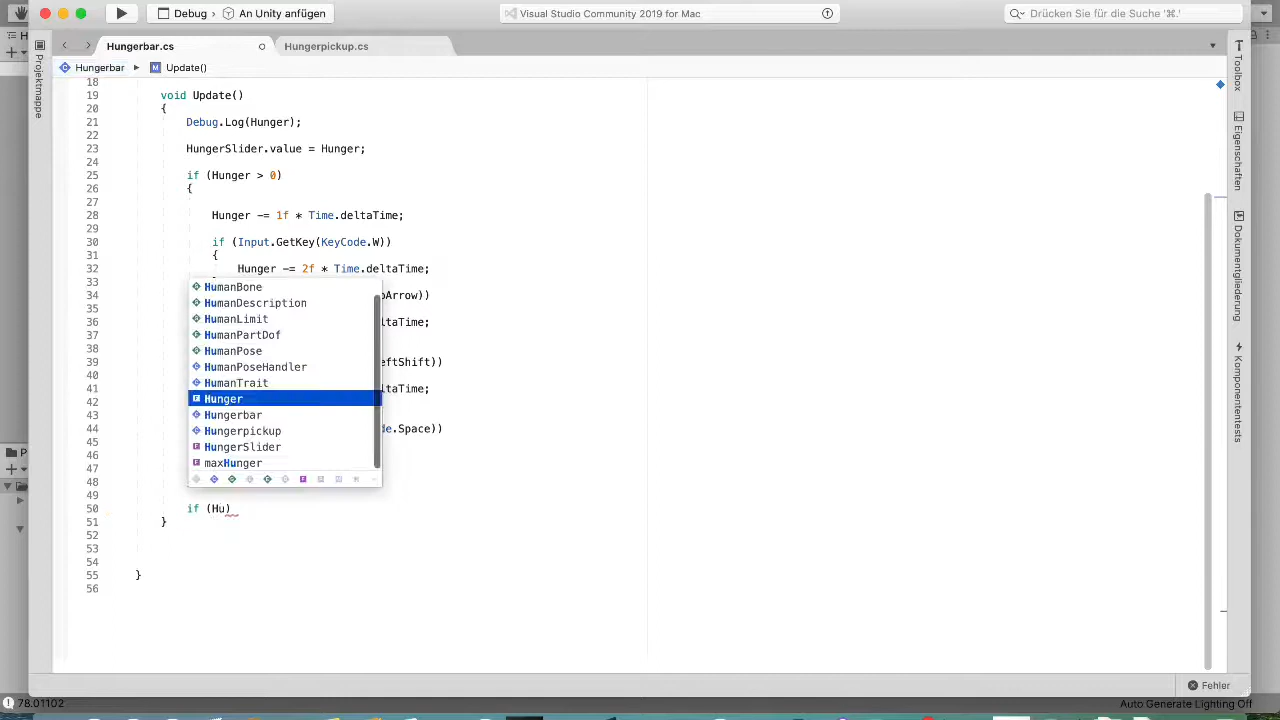 Debug › An Unity anfügen
Visual Studio Community 2019 for Mac
Drücken Sie für die Suche '⌘.'
Hungerbar.cs
Hungerpickup.cs
Hungerbar ▸ M Update()
Projektmappe
Toolbox
Eigenschaften
Dokumentgliederung
Komponententests
18
19 void Update()
20 {
21 Debug.Log(Hunger);
22
23 HungerSlider.value = Hunger;
24
25 if (Hunger > 0)
26 {
27
28 Hunger -= 1f * Time.deltaTime;
29
30 if (Input.GetKey(KeyCode.W))
31 {
32 Hunger -= 2f * Time.deltaTime;
33
34 pArrow))
35
36 ltaTime;
37
38
39 eftShift))
40
41 ltaTime;
42
43
44 de.Space))
45
46
47
48
49
50 if (Hu)
51 }
52
53
54
55 }
56
HumanBone
HumanDescription
HumanLimit
HumanPartDof
HumanPose
HumanPoseHandler
HumanTrait
Hunger
Hungerbar
Hungerpickup
HungerSlider
maxHunger
Fehler
78.01102
Auto Generate Lighting Off